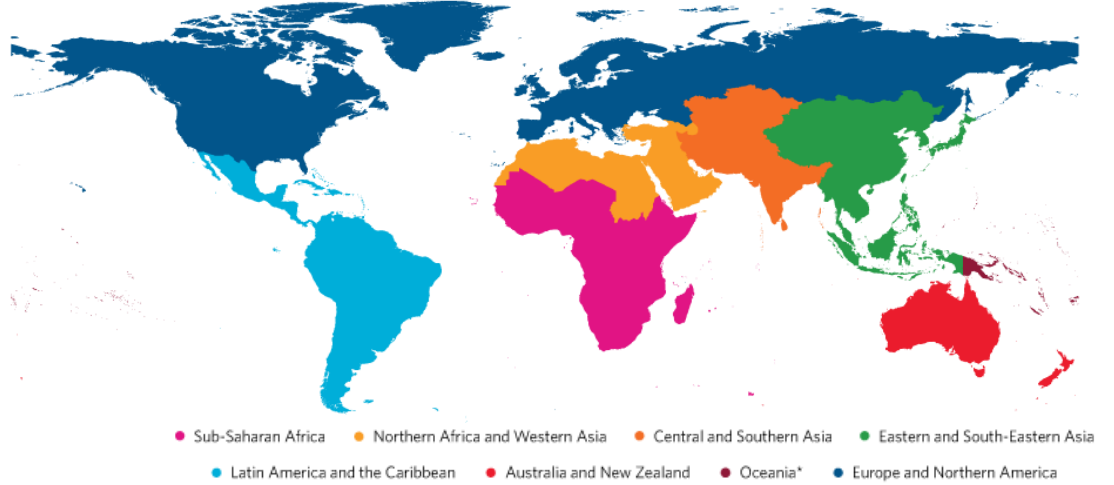 Sub-Saharan Africa Northern Africa and Western Asia Central and Southern Asia Eastern and South-Eastern Asia
Latin America and the Caribbean Australia and New Zealand Oceania* Europe and Northern America